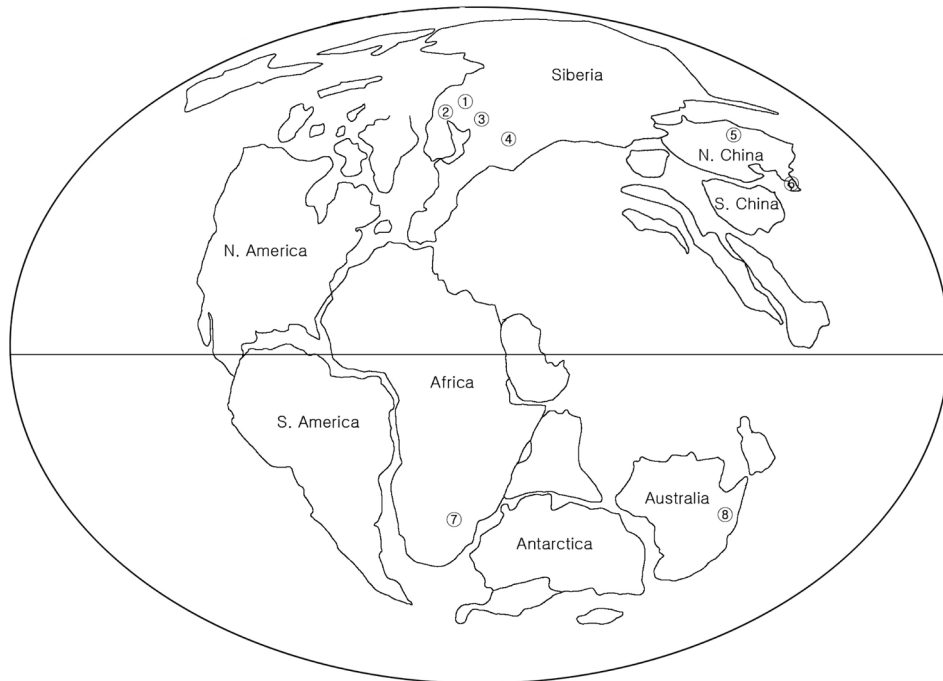 Siberia
①
②
③
④
⑤
N. China
⑥
S. China
N. America
Africa
S. America
Australia
⑧
⑦
Antarctica